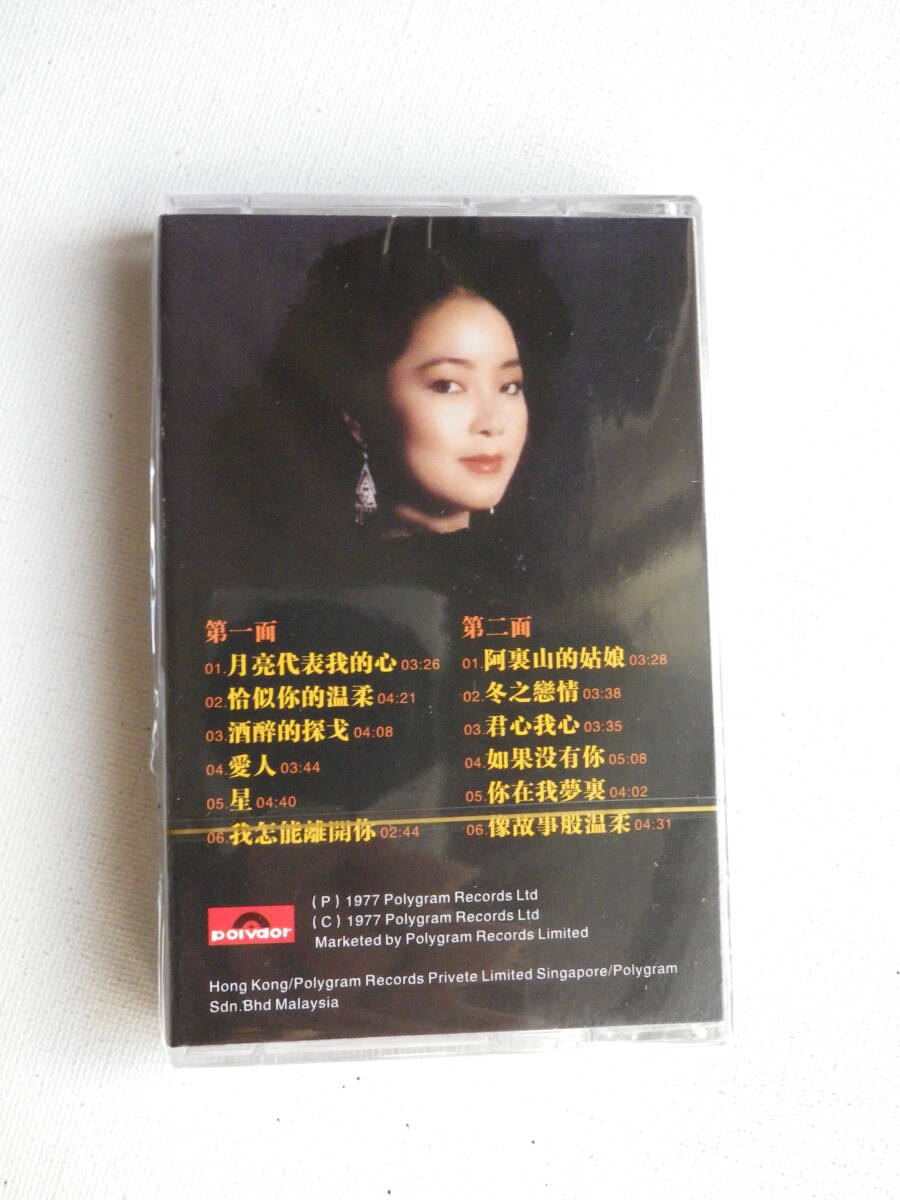 第一面
01.月亮代表我的心 03:26
02.恰似你的温柔 04:21
03.酒醉的探戈 04:08
04.愛人 03:44
05.星 04:40
06.我怎能離開你 02:44
第二面
01.阿裏山的姑娘 03:28
02.冬之戀情 03:38
03.君心我心 03:35
04.如果没有你 05:08
05.你在我夢裏 04:02
06.像故事般温柔 04:31
polydor
(P) 1977 Polygram Records Ltd
(C) 1977 Polygram Records Ltd
Marketed by Polygram Records Limited
Hong Kong/Polygram Records Privete Limited Singapore/Polygram
Sdn.Bhd Malaysia